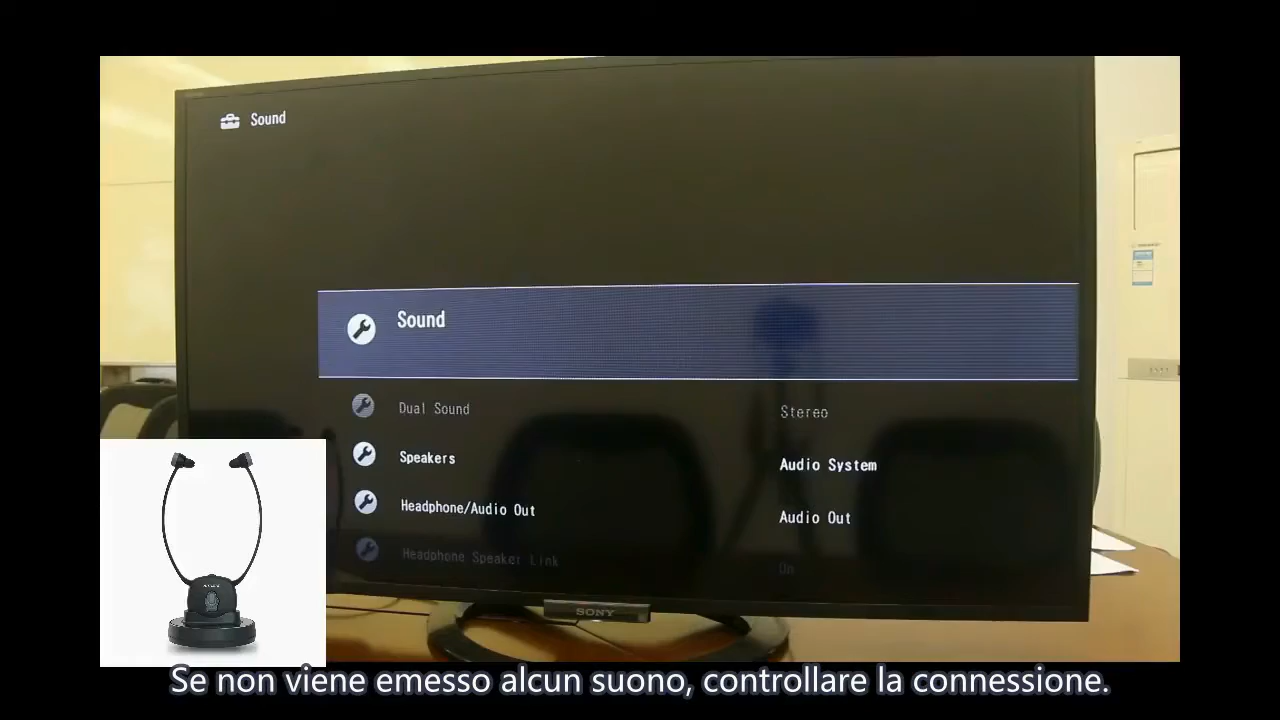 Sound
Sound
Dual Sound Stereo
Speakers Audio System
Headphone/Audio Out Audio Out
Headphone Speaker Link On
SONY
Se non viene emesso alcun suono, controllare la connessione.